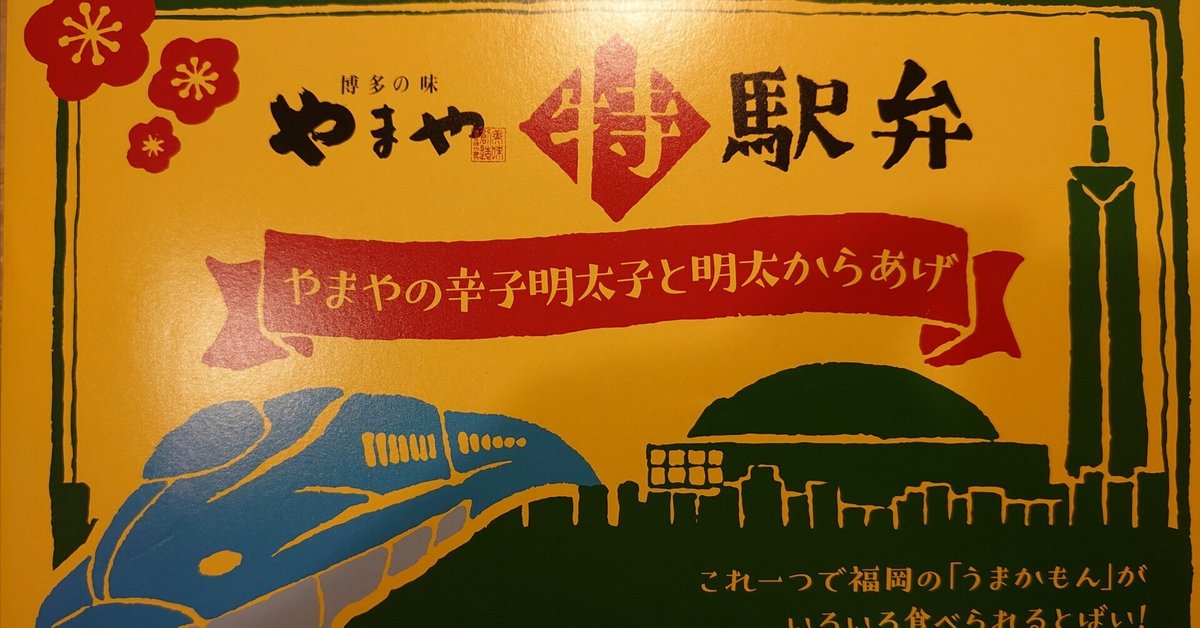 博多の味
やまや 特 駅弁
やまやの辛子明太子と明太からあげ
これ一つで福岡の「うまかもん」が
いろいろ食べられるとばい!